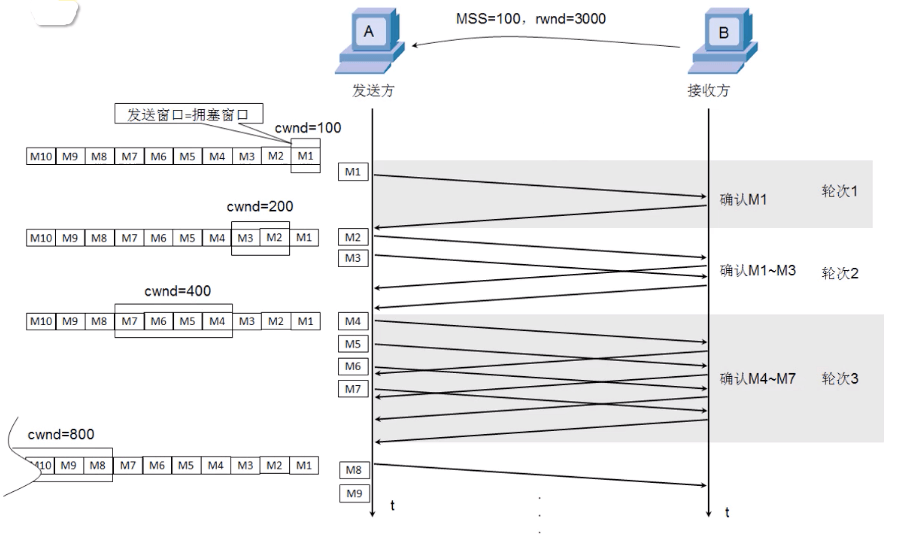 MSS=100，rwnd=3000
A
B
发送方
接收方
发送窗口=拥塞窗口
cwnd=100
M10 M9 M8 M7 M6 M5 M4 M3 M2 M1
M1
确认M1
轮次1
cwnd=200
M10 M9 M8 M7 M6 M5 M4 M3 M2 M1
M2
M3
确认M1~M3
轮次2
cwnd=400
M10 M9 M8 M7 M6 M5 M4 M3 M2 M1
M4
M5
M6
M7
确认M4~M7
轮次3
cwnd=800
M10 M9 M8 M7 M6 M5 M4 M3 M2 M1
M8
M9
t
t